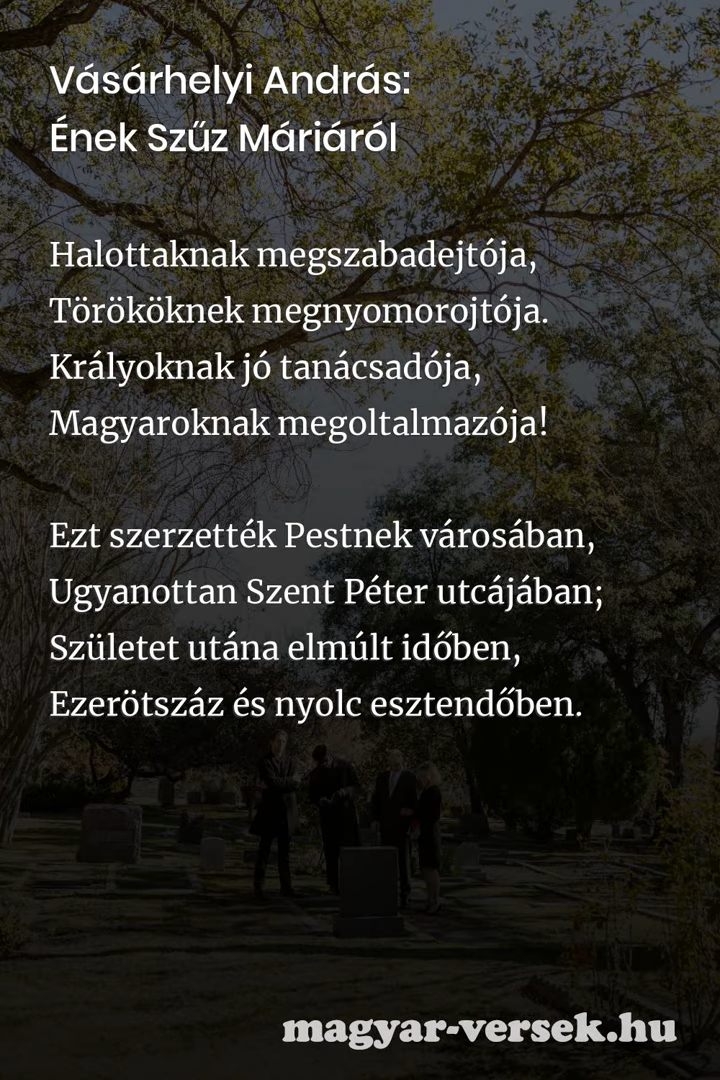 Vásárhelyi András:
Ének Szűz Máriáról
Halottaknak megszabadejtója,
Törököknek megnyomorojtója.
Királyoknak jó tanácsadója,
Magyaroknak megoltalmazója!
Ezt szerzették Pestnek városában,
Ugyanottan Szent Péter utcájában;
Születet utána elmúlt időben,
Ezerötszáz és nyolc esztendőben.
magyar-versek.hu